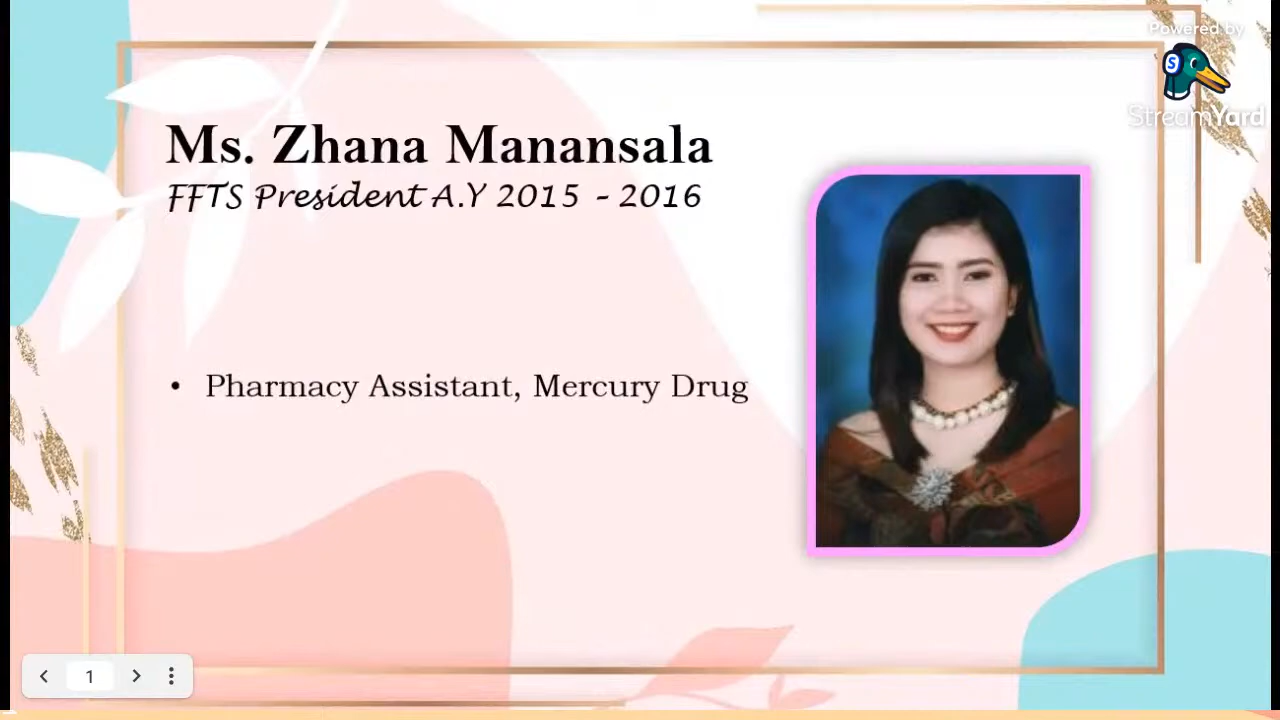 Powered by
StreamYard
Ms. Zhana Manansala
FFTS President A.Y 2015 – 2016
• Pharmacy Assistant, Mercury Drug
1